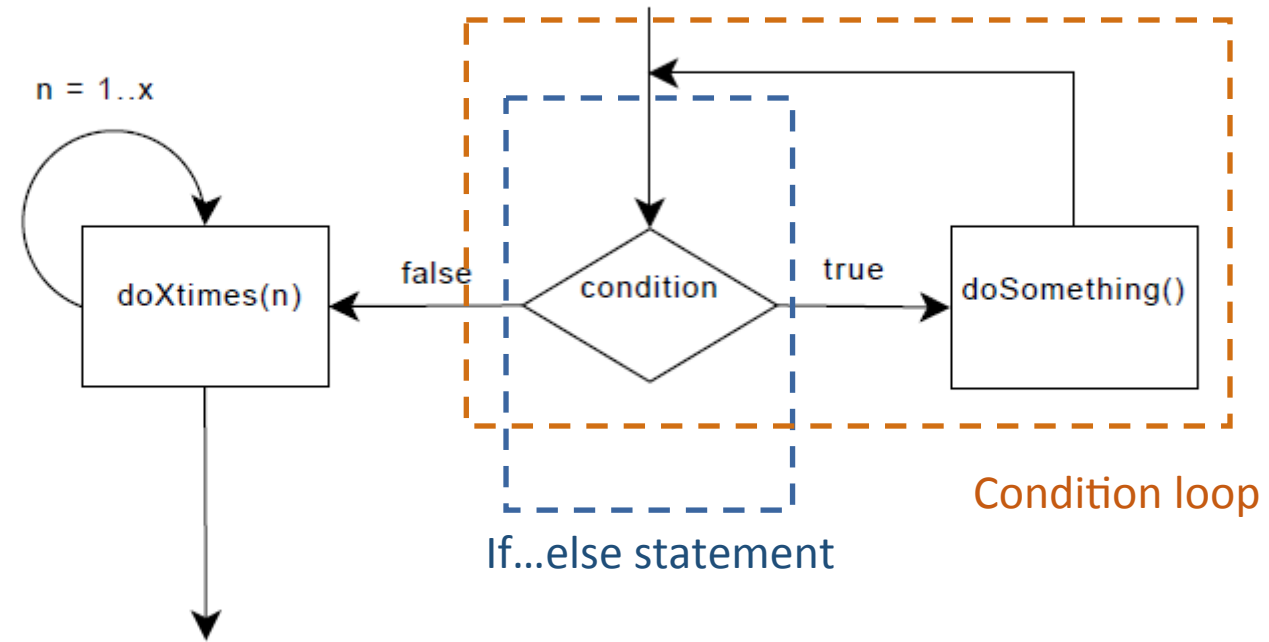 n = 1..x
doXtimes(n)
false
condition
true
doSomething()
Condition loop
If...else statement